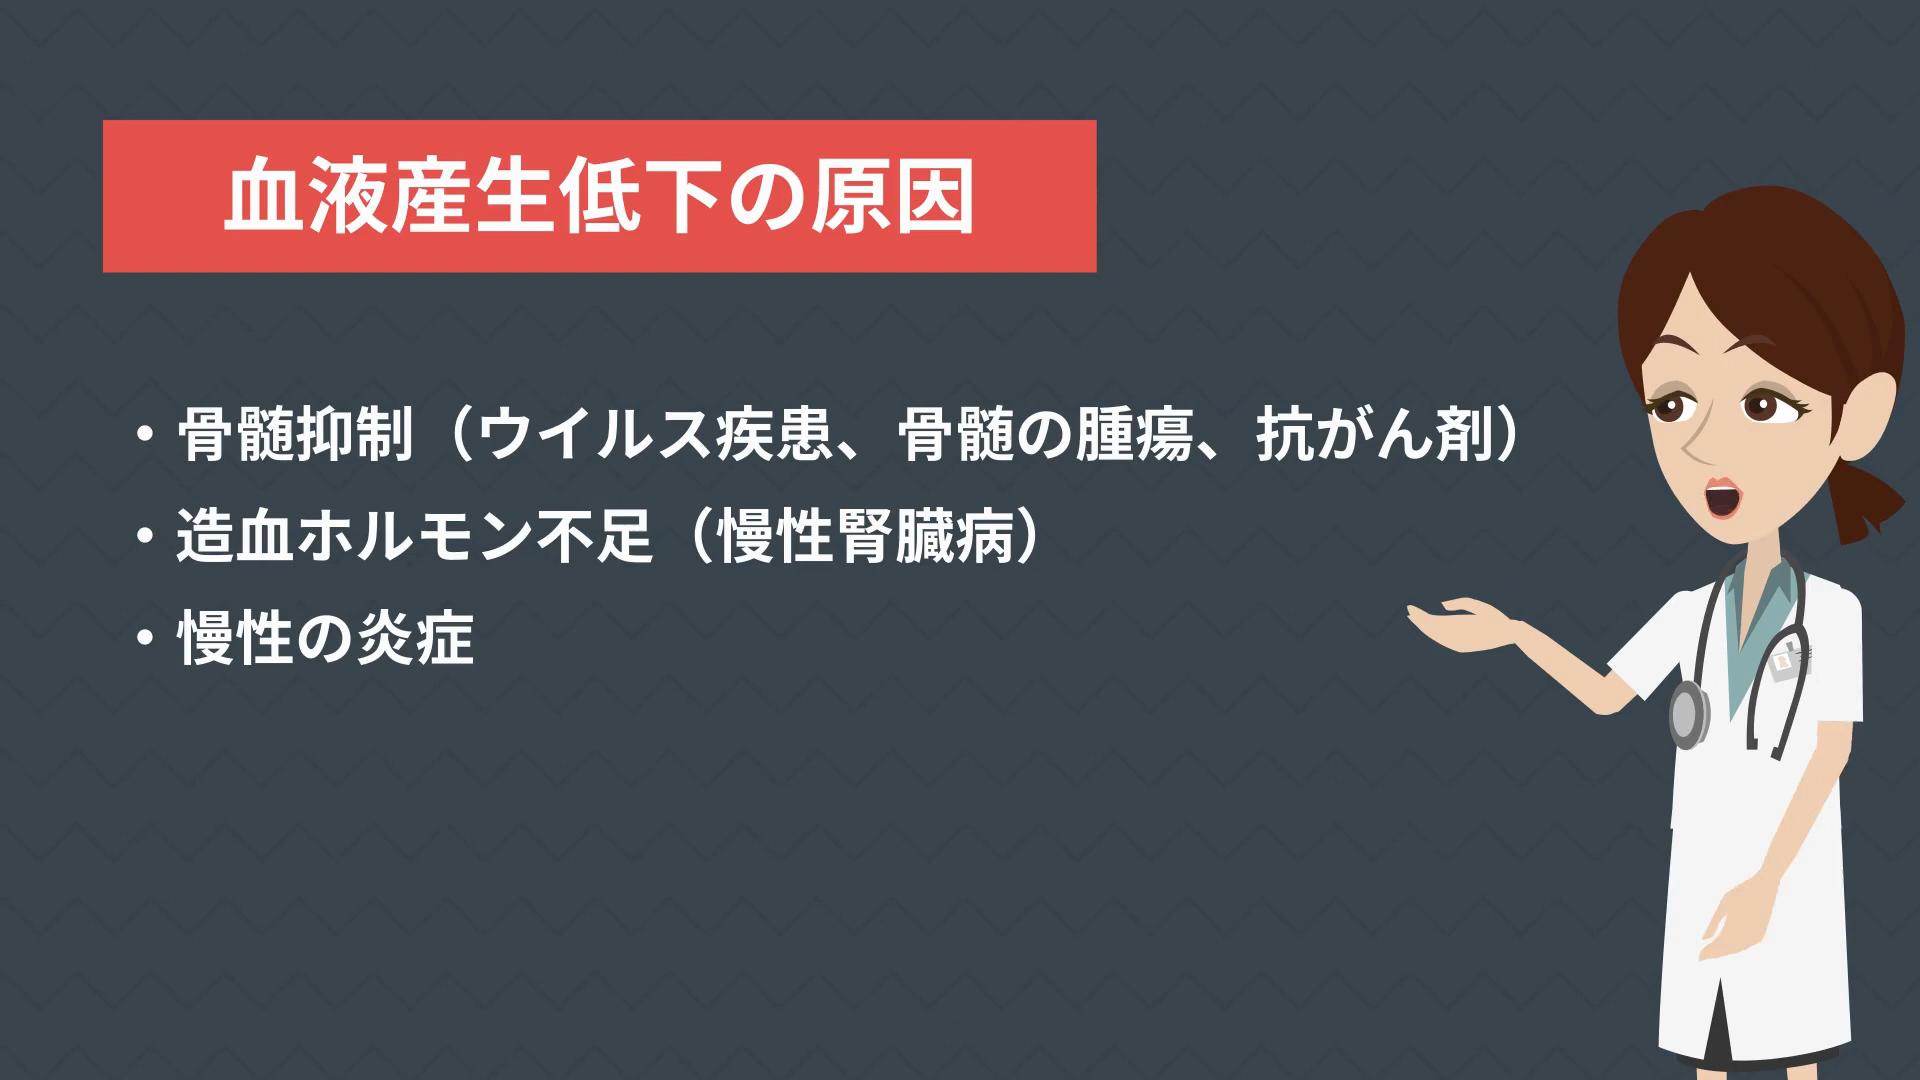 血液産生低下の原因
・骨髄抑制（ウイルス疾患、骨髄の腫瘍、抗がん剤）
・造血ホルモン不足（慢性腎臓病）
・慢性の炎症